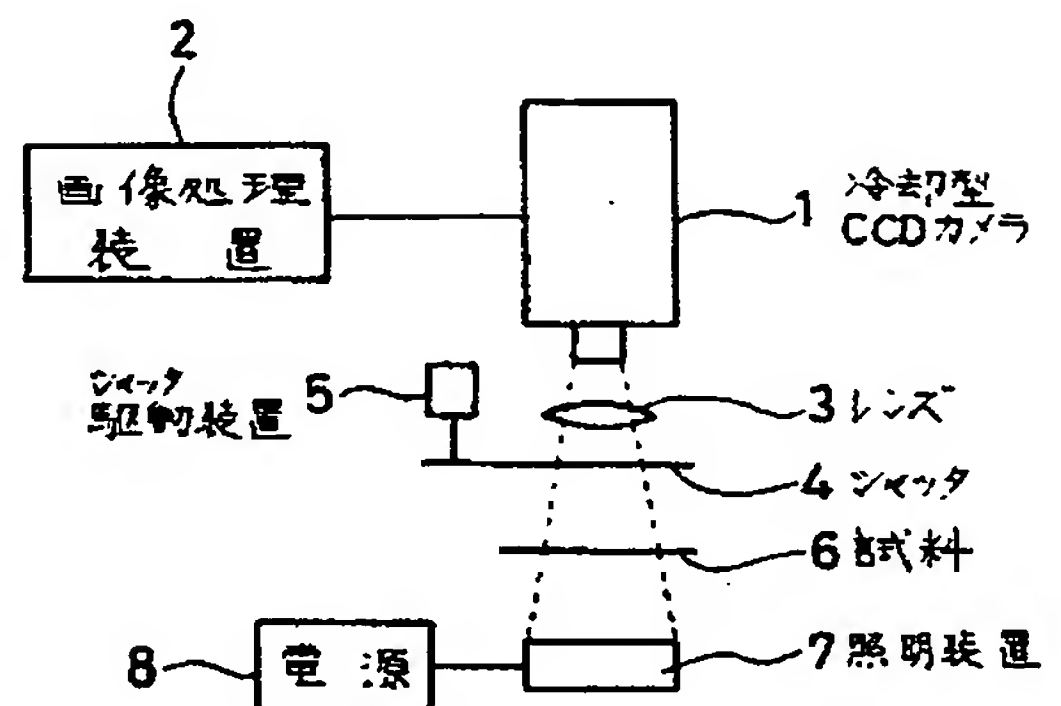 2
画像処理
装置
1 冷却型
CCDカメラ
シャッタ
駆動装置 5
3 レンズ
4 シャッタ
6 試料
8 電源
7 照明装置